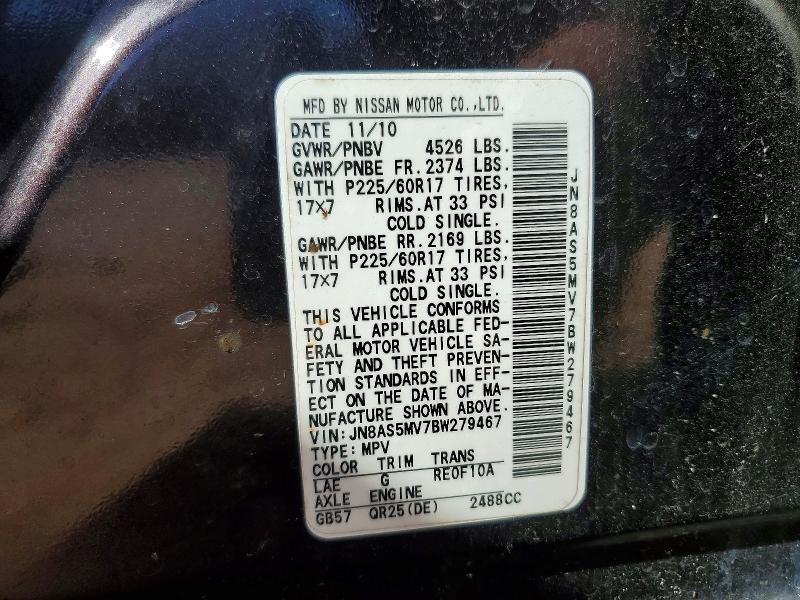 MFD BY NISSAN MOTOR CO.,LTD.
DATE 11/10
GVWR/PNBV 4526 LBS.
GAWR/PNBE FR. 2374 LBS.
WITH P225/60R17 TIRES,
17X7 RIMS. AT 33 PSI
COLD SINGLE.
GAWR/PNBE RR. 2169 LBS.
WITH P225/60R17 TIRES,
17X7 RIMS. AT 33 PSI
COLD SINGLE.
THIS VEHICLE CONFORMS
TO ALL APPLICABLE FED-
ERAL MOTOR VEHICLE SA-
FETY AND THEFT PREVEN-
TION STANDARDS IN EFF-
ECT ON THE DATE OF MA-
NUFACTURE SHOWN ABOVE.
VIN:JN8AS5MV7BW279467
TYPE: MPV
COLOR TRIM TRANS
LAE G RE0F10A
AXLE ENGINE
GB57 QR25(DE) 2488CC
JN8AS5MV7BW279467